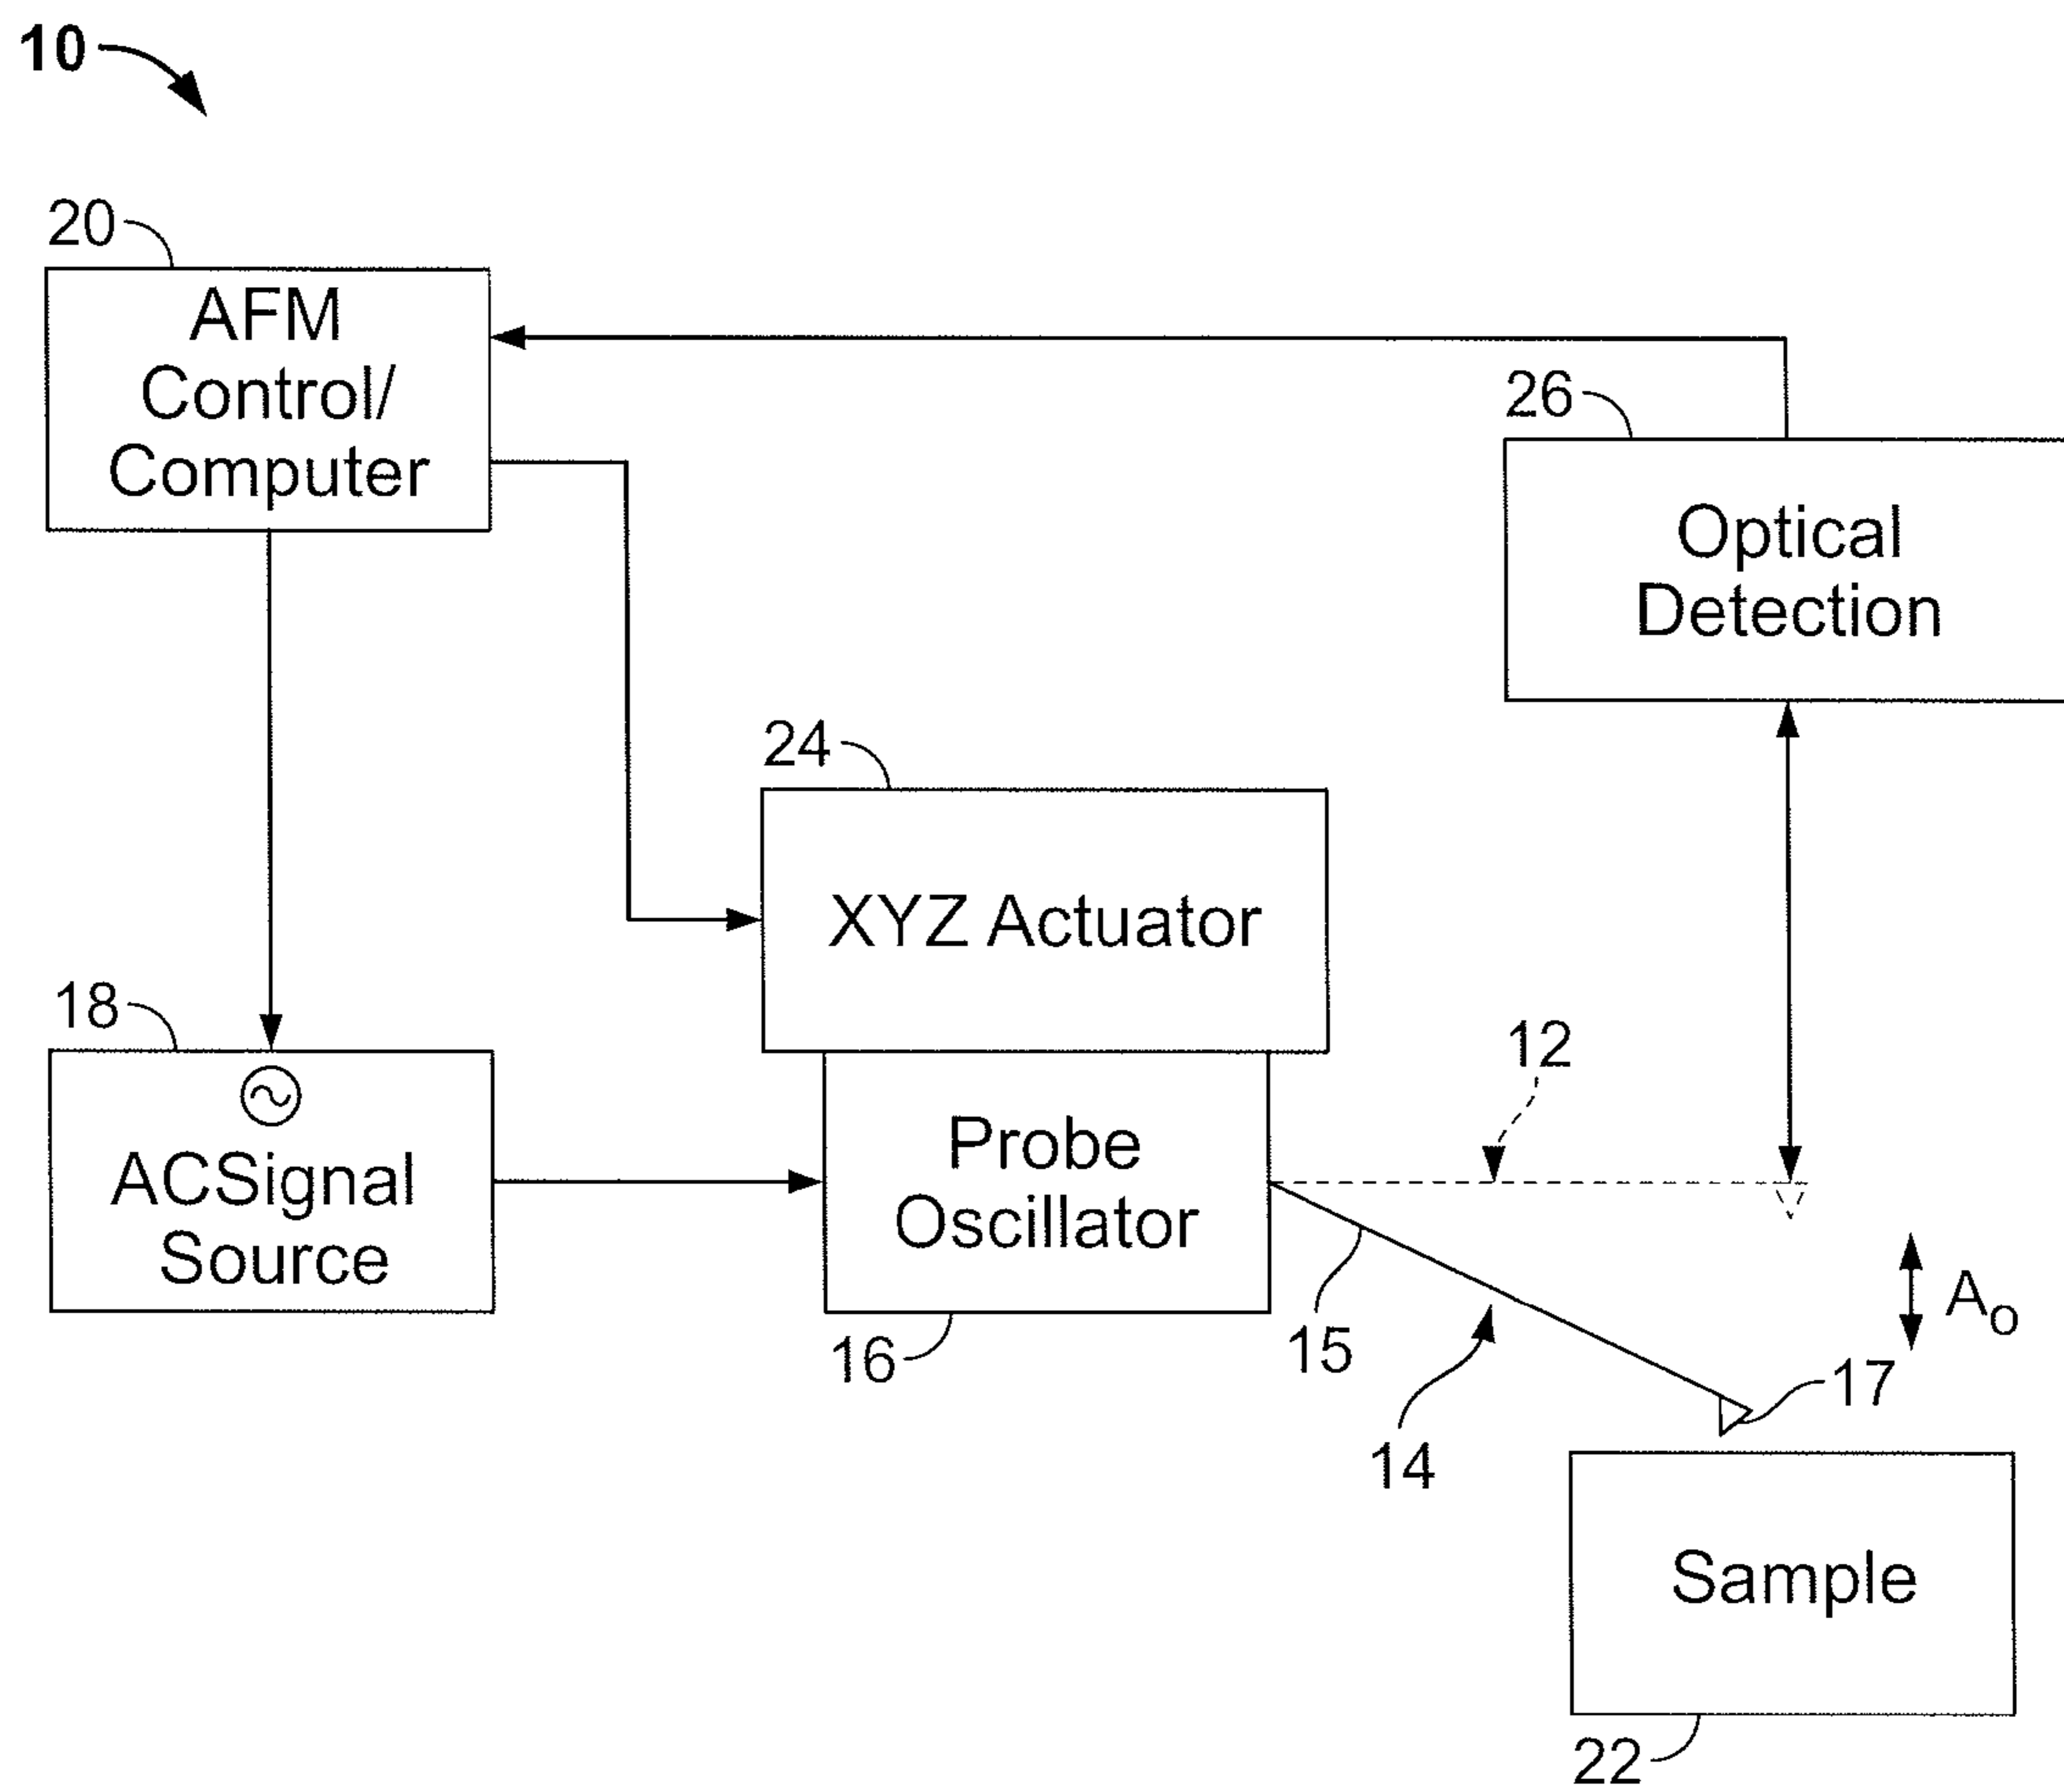 10
20
AFM
Control/
Computer
26
Optical
Detection
24
XYZ Actuator
18
ACSignal
Source
Probe
Oscillator
16
12
15
14
17
Ao
Sample
22